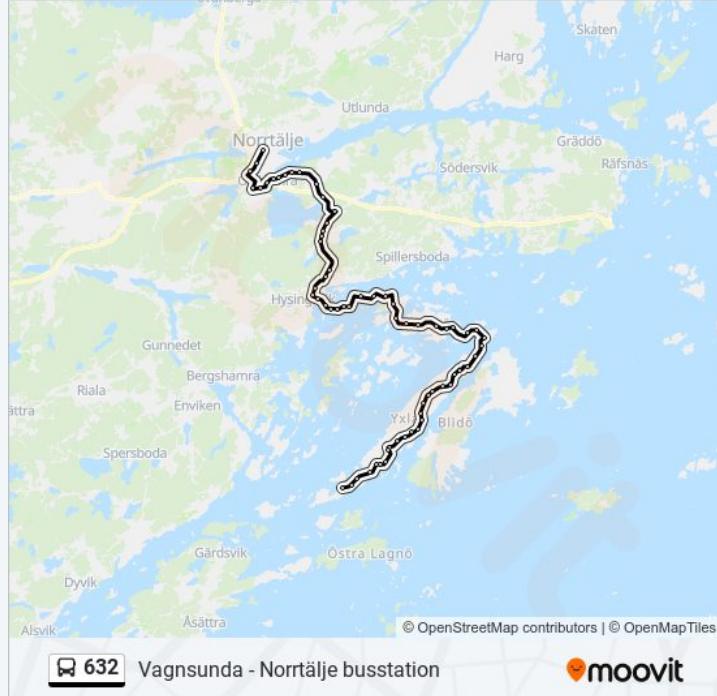 Skaten
Harg
Utlunda
Norrtälje
Gräddö
Södersvik
Räfsnäs
Spillersboda
Gunnedet
Bergshamra
Riala
Enviken
Blidö
Spersboda
Gärdsvik
Östra Lagnö
Dyvik
Åsättra
Alsvik
© OpenStreetMap contributors | © OpenMapTiles
632 Vagnsunda - Norrtälje busstation moovit